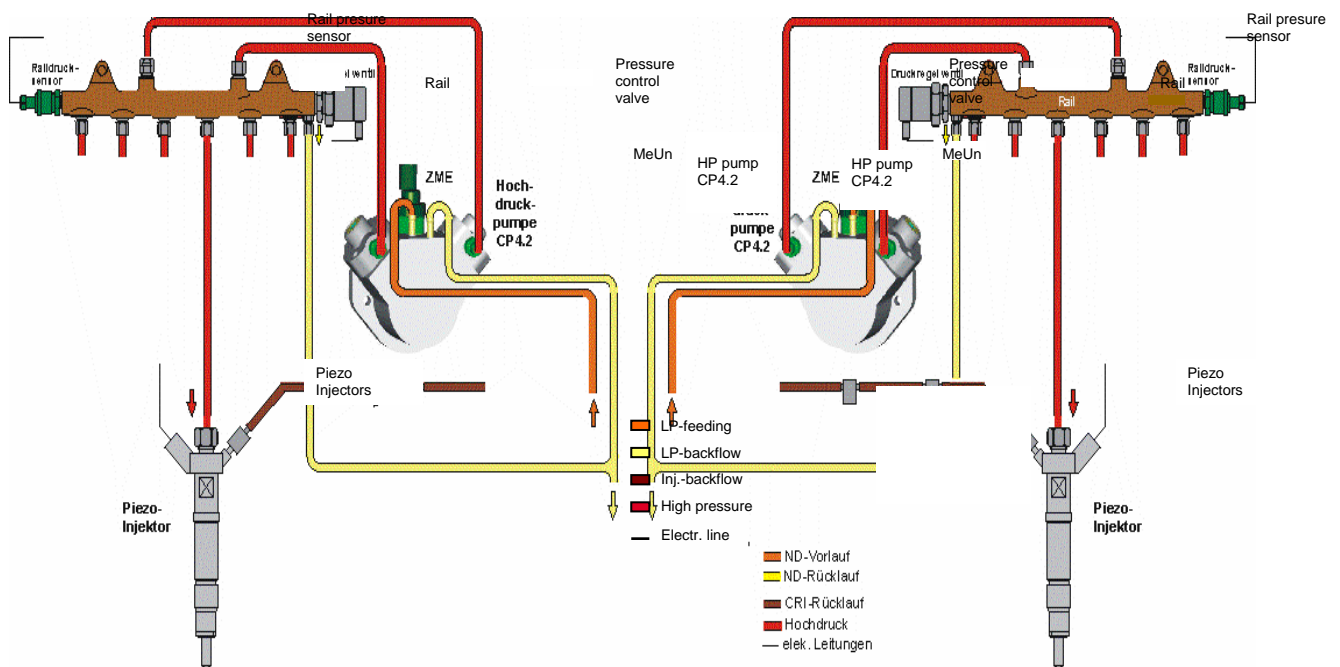 Rail presure
sensor
Raildruck-
sensor
Rail
Pressure
control
valve
MeUn
HP pump
CP4.2
ZME
Hoch-
druck-
pumpe
CP4.2
Piezo
Injectors
Piezo-
Injektor
Rail presure
sensor
Raildruck-
sensor
Druckregelventil
Pressure
control
valve
Rail
Rail
MeUn
HP pump
CP4.2
ZME
druck-
pumpe
CP4.2
Piezo
Injectors
Piezo-
Injektor
LP-feeding
LP-backflow
Inj.-backflow
High pressure
Electr. line
ND-Vorlauf
ND-Rücklauf
CRI-Rücklauf
Hochdruck
elek. Leitungen